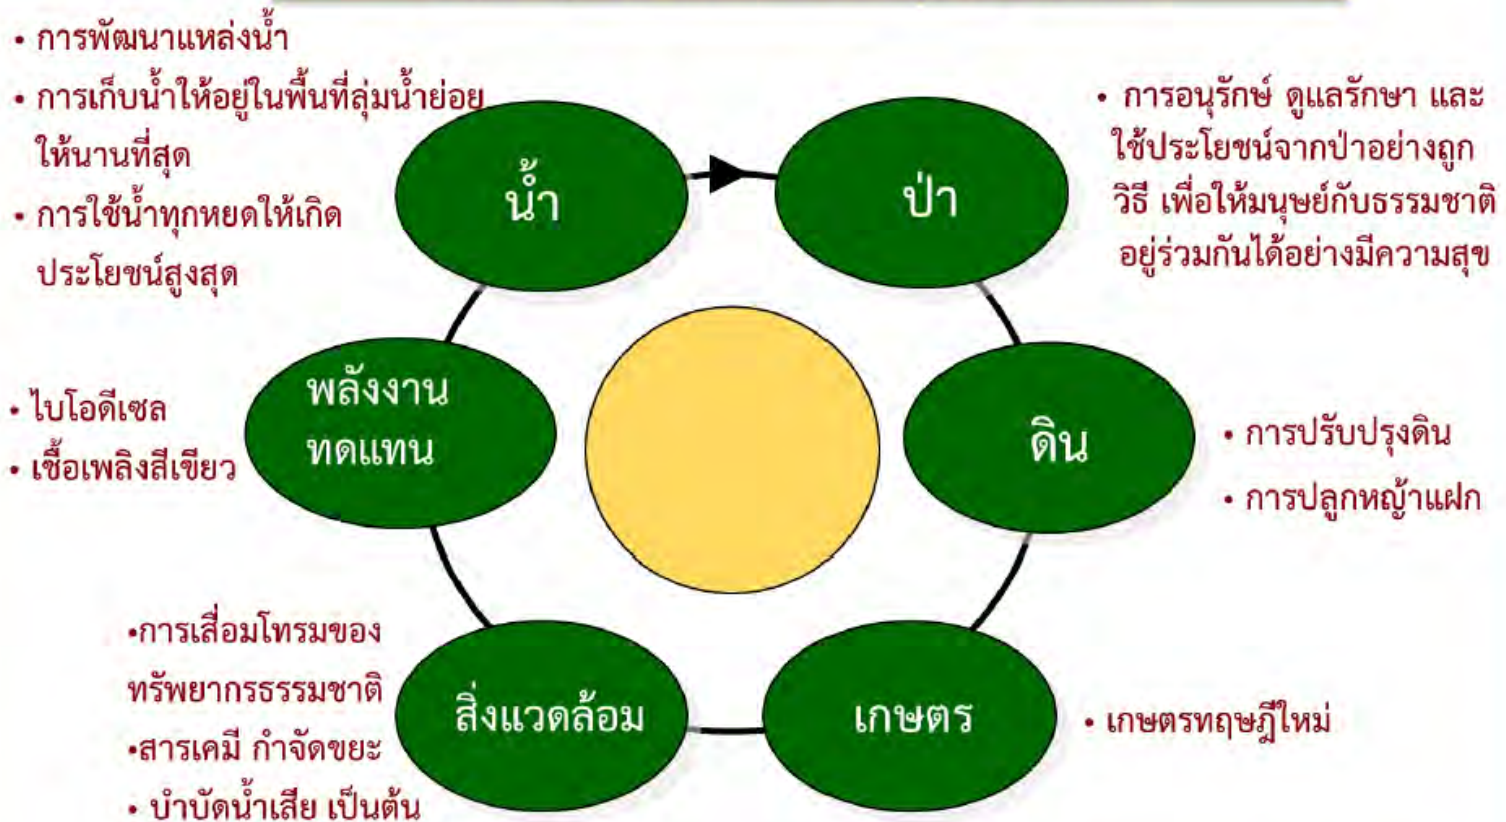 • การพัฒนาแหล่งน้ำ
• การเก็บน้ำให้อยู่ในพื้นที่ลุ่มน้ำย่อย
ให้นานที่สุด
• การใช้น้ำทุกหยดให้เกิด
ประโยชน์สูงสุด
น้ำ
ป่า
• การอนุรักษ์ ดูแลรักษา และ
ใช้ประโยชน์จากป่าอย่างถูก
วิธี เพื่อให้มนุษย์กับธรรมชาติ
อยู่ร่วมกันได้อย่างมีความสุข
• ไบโอดีเซล
• เชื้อเพลิงสีเขียว
พลังงาน
ทดแทน
ดิน
• การปรับปรุงดิน
• การปลูกหญ้าแฝก
•การเสื่อมโทรมของ
ทรัพยากรธรรมชาติ
•สารเคมี กำจัดขยะ
• บำบัดน้ำเสีย เป็นต้น
สิ่งแวดล้อม
เกษตร
• เกษตรทฤษฎีใหม่